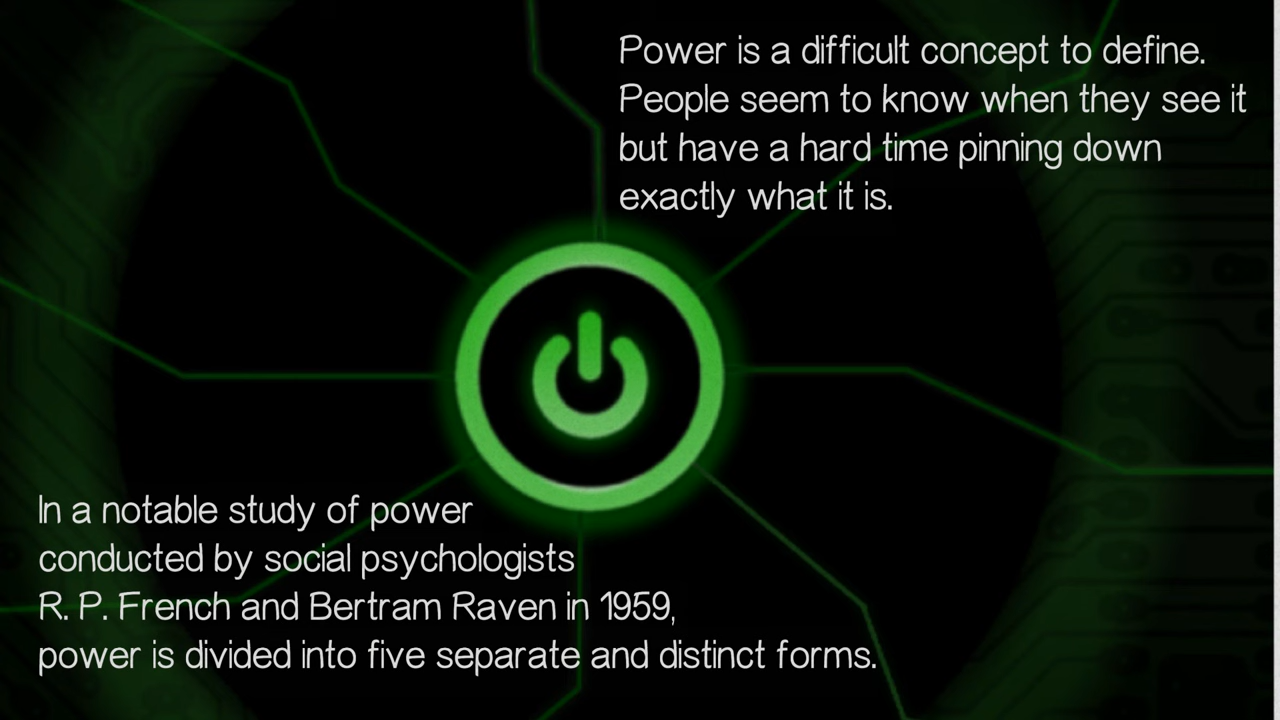 Power is a difficult concept to define.
People seem to know when they see it
but have a hard time pinning down
exactly what it is.
In a notable study of power
conducted by social psychologists
R. P. French and Bertram Raven in 1959,
power is divided into five separate and distinct forms.